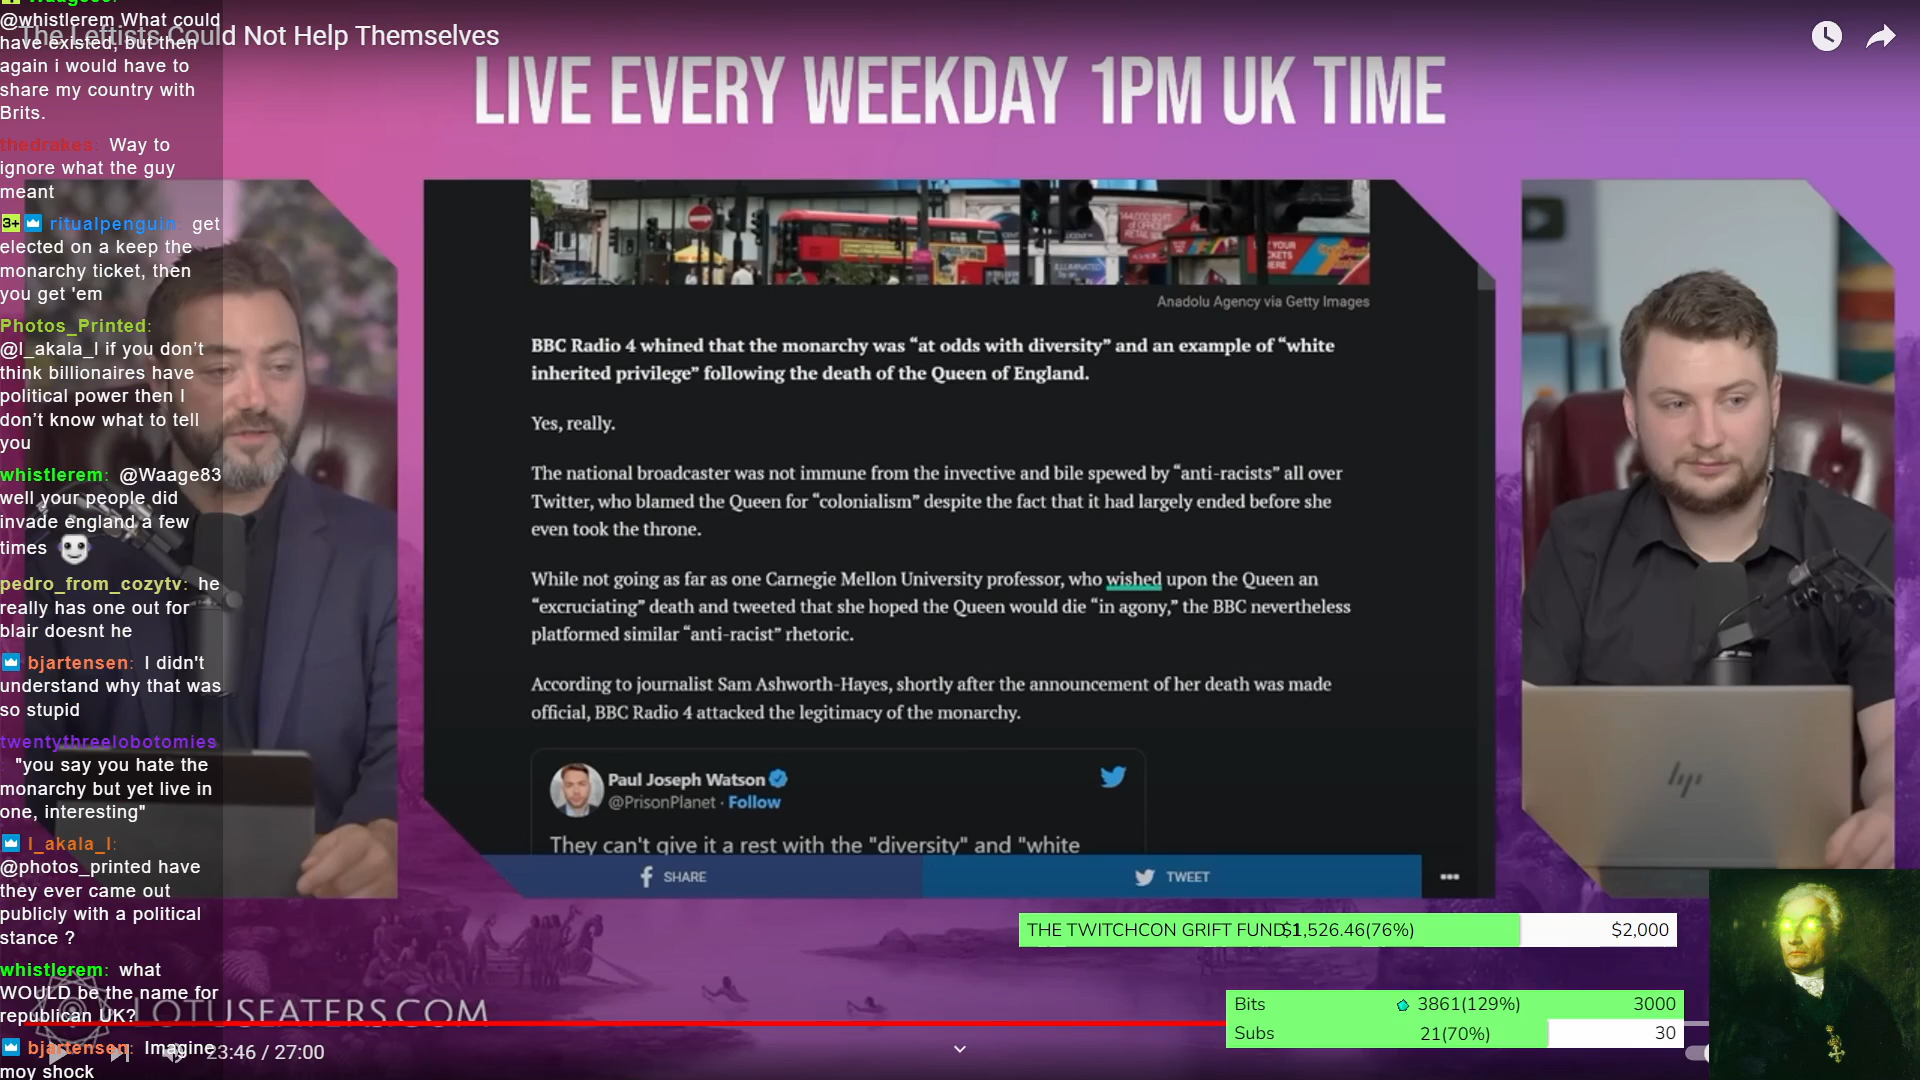 @whistlerem What could
have existed, but then
again i would have to
share my country with
Brits.
thedrakes: Way to
ignore what the guy
meant
3+ ritualpenguin: get
elected on a keep the
monarchy ticket, then
you get 'em
Photos_Printed:
@l_akala_l if you don’t
think billionaires have
political power then I
don’t know what to tell
you
whistlerem: @Waage83
well your people did
invade england a few
times
pedro_from_cozytv: he
really has one out for
blair doesnt he
bjartensen: I didn't
understand why that was
so stupid
twentythreelobotomies
"you say you hate the
monarchy but yet live in
one, interesting"
l_akala_l:
@photos_printed have
they ever came out
publicly with a political
stance ?
whistlerem: what
WOULD be the name for
republican UK?
bjartensen: Imagine
moy shock
The Leftists Could Not Help Themselves
LIVE EVERY WEEKDAY 1PM UK TIME
Anadolu Agency via Getty Images
BBC Radio 4 whined that the monarchy was “at odds with diversity” and an example of “white
inherited privilege” following the death of the Queen of England.
Yes, really.
The national broadcaster was not immune from the invective and bile spewed by “anti-racists” all over
Twitter, who blamed the Queen for “colonialism” despite the fact that it had largely ended before she
even took the throne.
While not going as far as one Carnegie Mellon University professor, who wished upon the Queen an
“excruciating” death and tweeted that she hoped the Queen would die “in agony,” the BBC nevertheless
platformed similar “anti-racist” rhetoric.
According to journalist Sam Ashworth-Hayes, shortly after the announcement of her death was made
official, BBC Radio 4 attacked the legitimacy of the monarchy.
Paul Joseph Watson
@PrisonPlanet · Follow
They can't give it a rest with the "diversity" and "white
SHARE
TWEET
hp
THE TWITCHCON GRIFT FUND $1,526.46(76%) $2,000
Bits 3861(129%) 3000
Subs 21(70%) 30
LOTUSEATERS.COM
23:46 / 27:00